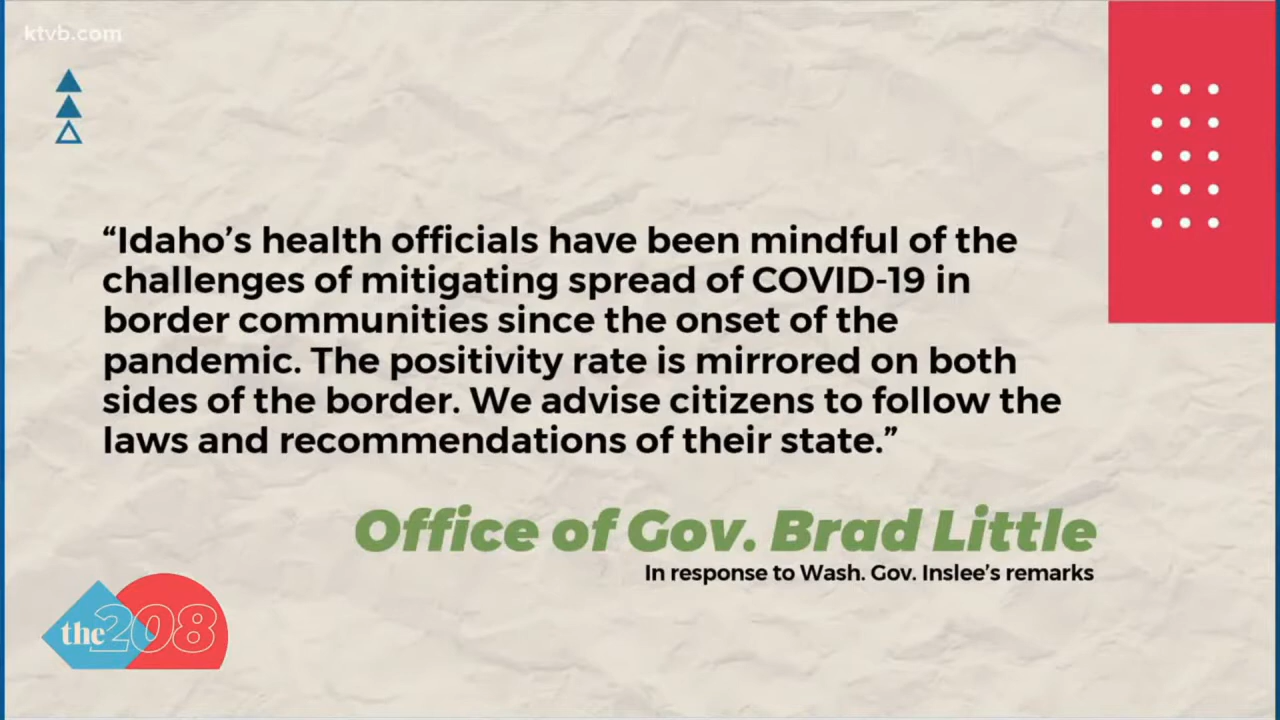 ktvb.com
“Idaho’s health officials have been mindful of the
challenges of mitigating spread of COVID-19 in
border communities since the onset of the
pandemic. The positivity rate is mirrored on both
sides of the border. We advise citizens to follow the
laws and recommendations of their state.”
Office of Gov. Brad Little
In response to Wash. Gov. Inslee’s remarks
the 208